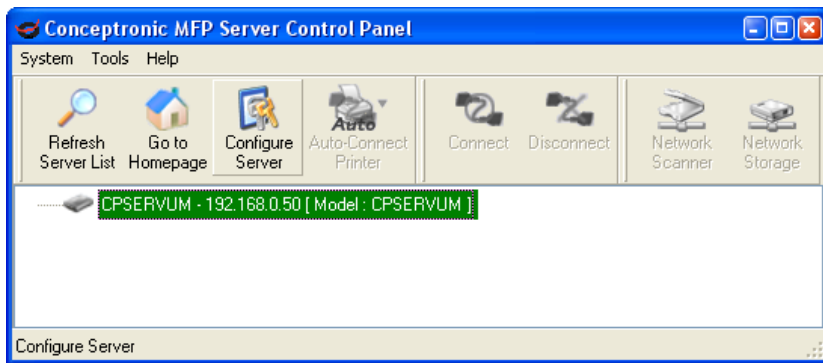 Conceptronic MFP Server Control Panel
System Tools Help
Refresh Server List
Go to Homepage
Configure Server
Auto
Auto-Connect Printer
Connect
Disconnect
Network Scanner
Network Storage
CPSERVUM - 192.168.0.50 [ Model : CPSERVUM ]
Configure Server